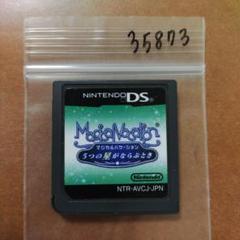 35873
NINTENDO DS
MagicalVacation
マジカルバケーション
5つの星がならぶとき
Nintendo
NTR-AVCJ-JPN